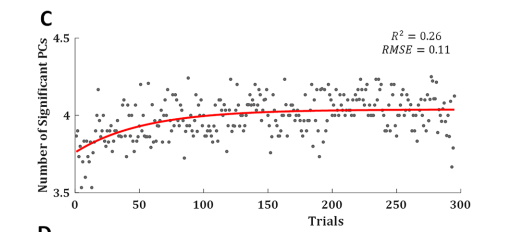 C
R² = 0.26
RMSE = 0.11
Number of Significant PCs
4.5
4
3.5
0 50 100 150 200 250 300
Trials
D